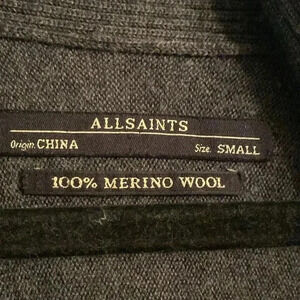 ALLSAINTS
Origin: CHINA Size: SMALL
100% MERINO WOOL